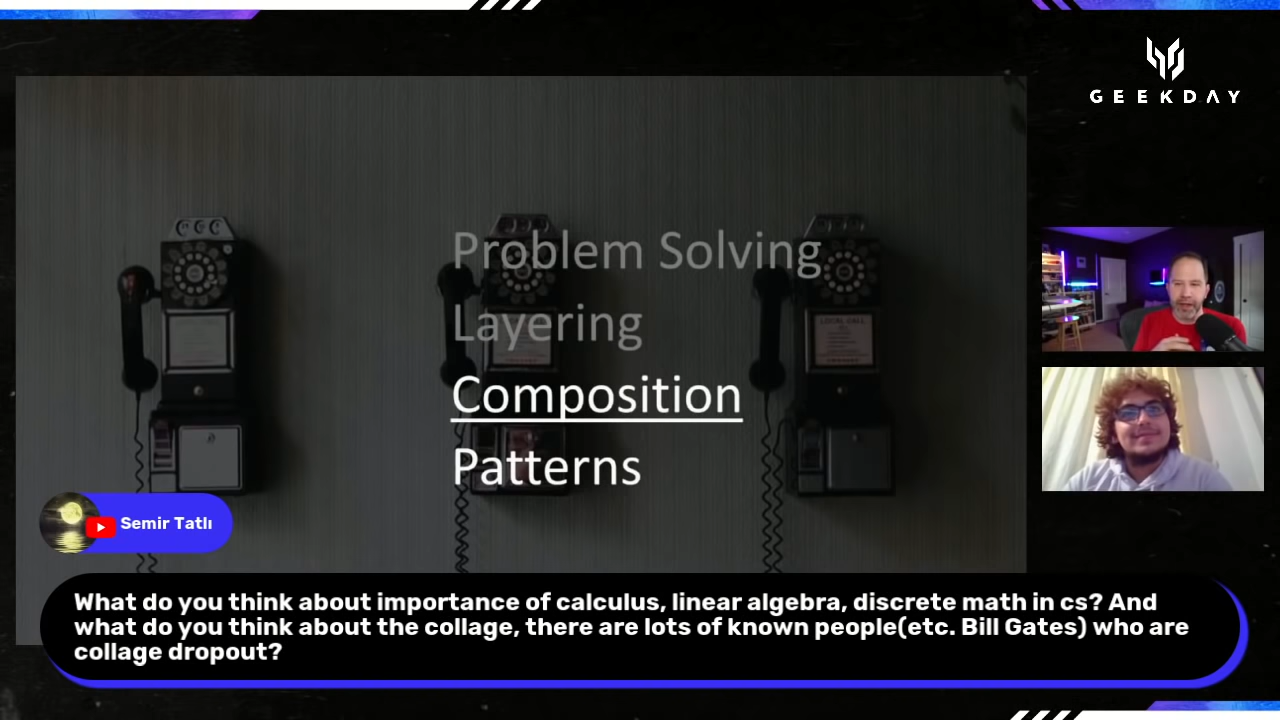 GEEKDAY
Problem Solving
Layering
Composition
Patterns
LOCAL CALL
Semir Tatlı
What do you think about importance of calculus, linear algebra, discrete math in cs? And
what do you think about the collage, there are lots of known people(etc. Bill Gates) who are
collage dropout?